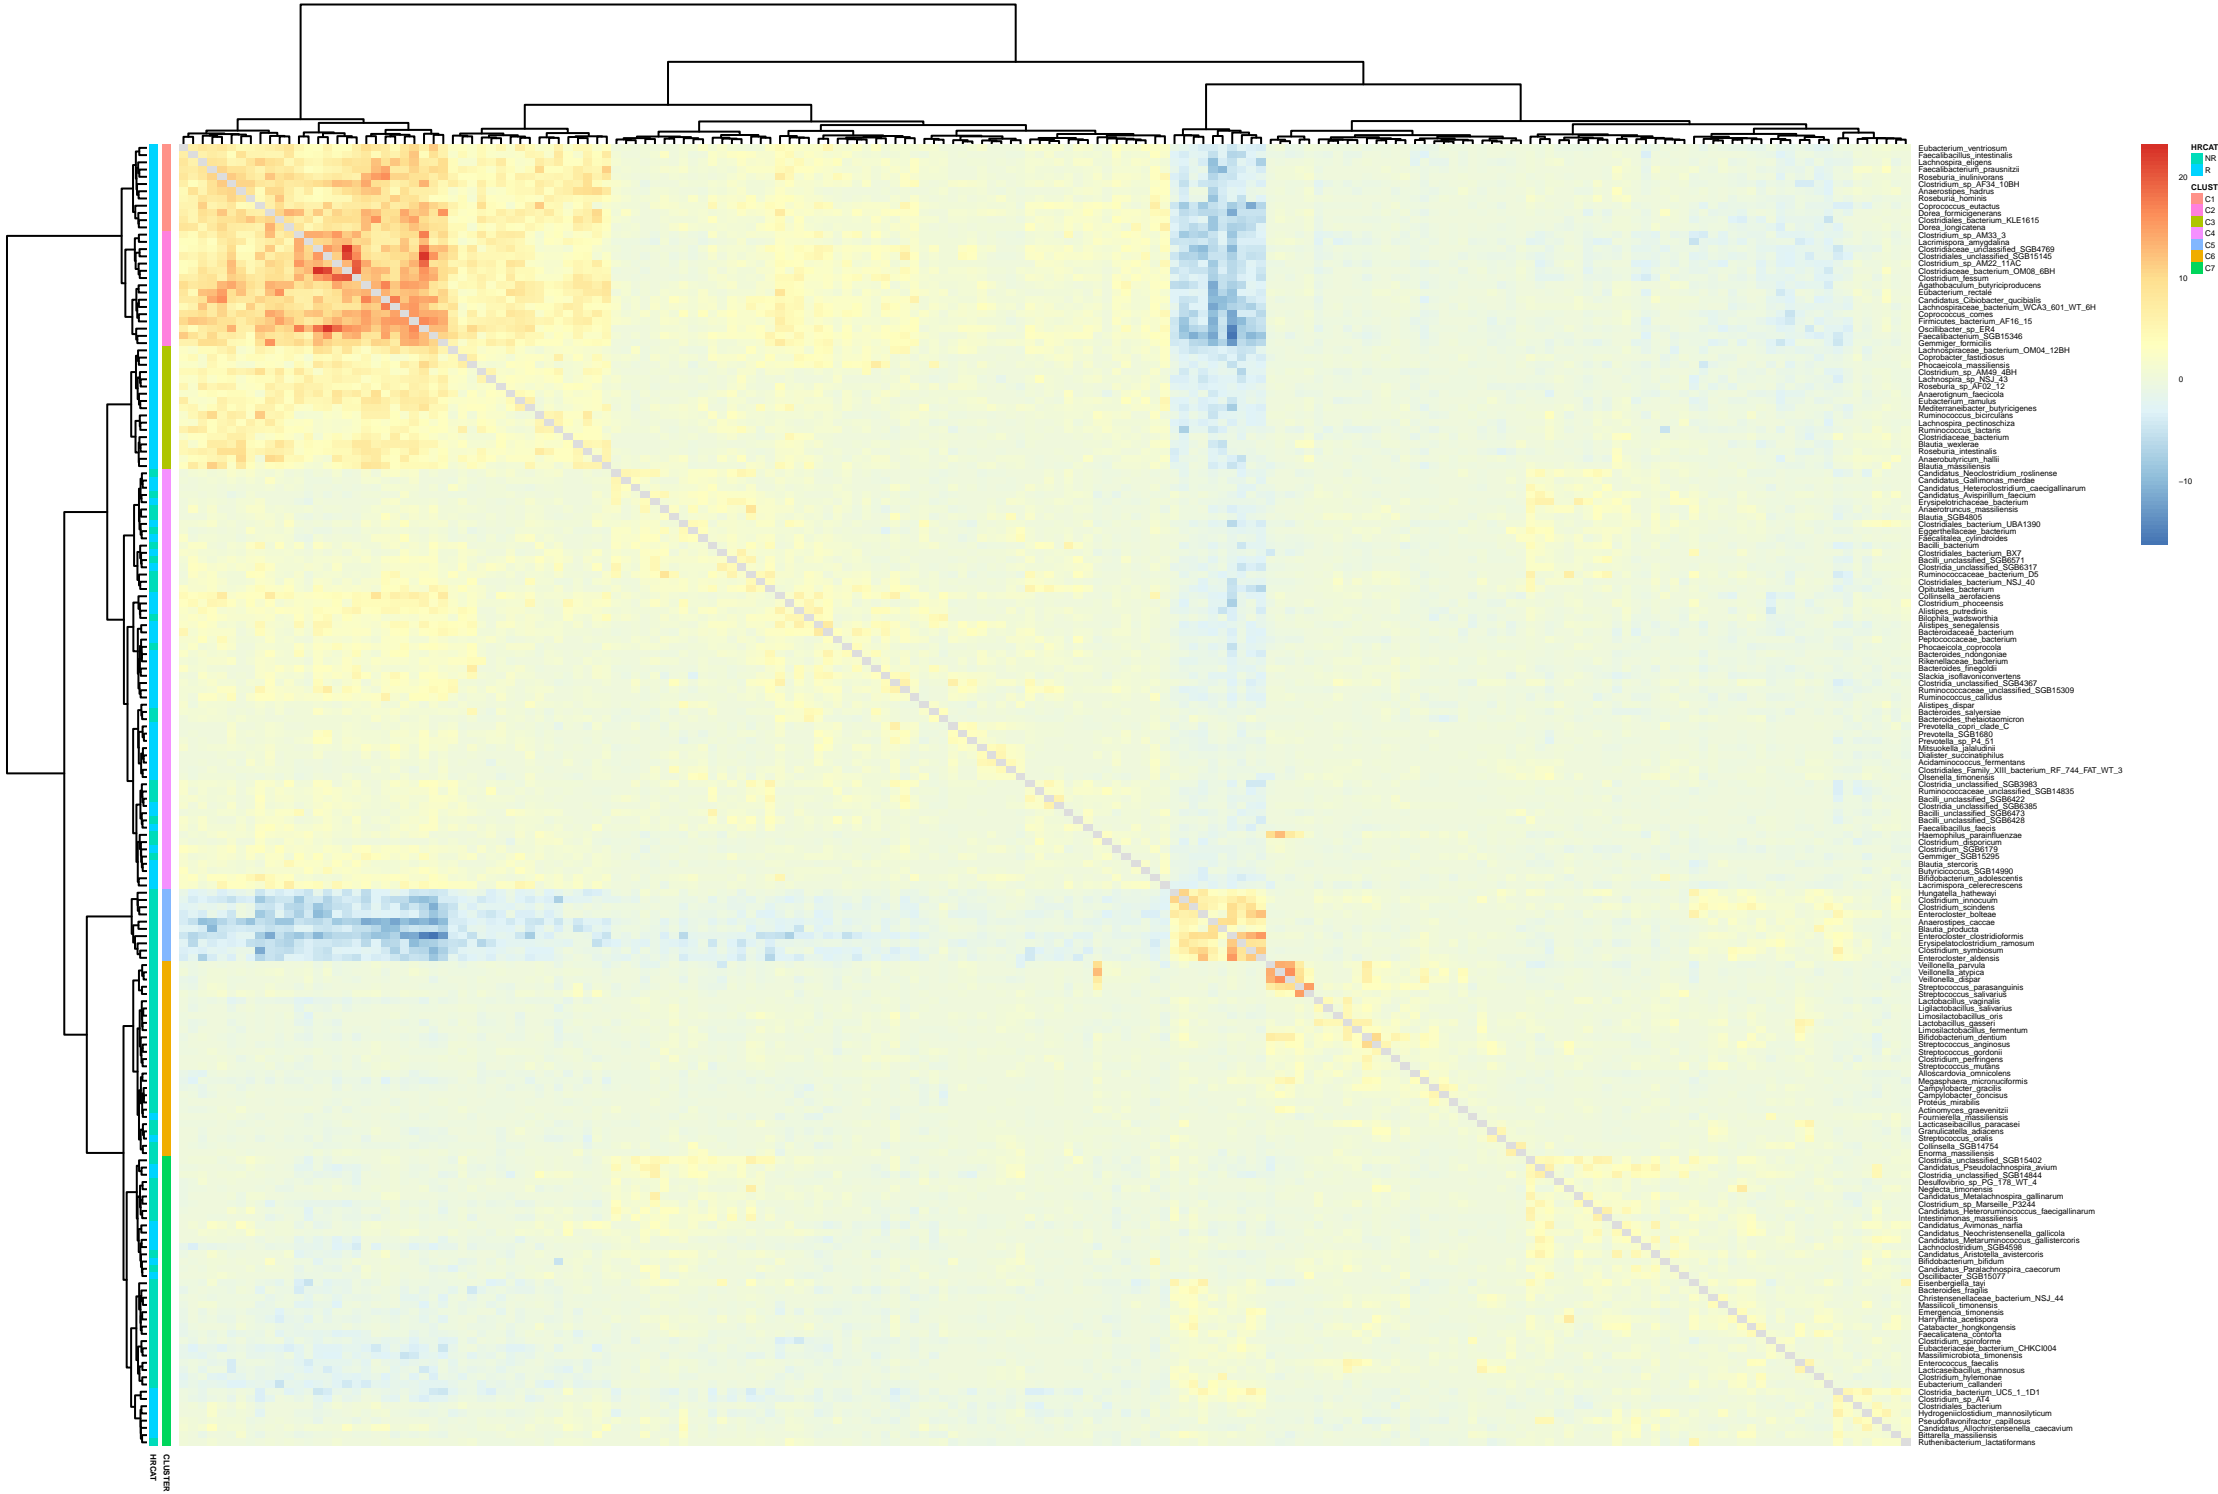 Eubacterium_ventriosum
Faecalibacillus_intestinalis
Lachnospira_eligens
Faecalibacterium_prausnitzii
Roseburia_inulinivorans
Clostridium_sp_AF34_10BH
Anaerostipes_hadrus
Roseburia_hominis
Coprococcus_eutactus
Dorea_formicigenerans
Clostridiales_bacterium_KLE1615
Dorea_longicatena
Clostridium_sp_AM33_3
Lacrimispora_amygdalina
Clostridiaceae_unclassified_SGB4769
Clostridiales_unclassified_SGB15145
Clostridium_sp_AM22_11AC
Clostridiaceae_bacterium_OM08_6BH
Clostridium_fessum
Agathobaculum_butyriciproducens
Eubacterium_rectale
Candidatus_Cibiobacter_qucibialis
Lachnospiraceae_bacterium_WCA3_601_WT_6H
Coprococcus_comes
Firmicutes_bacterium_AF16_15
Oscillibacter_sp_ER4
Faecalibacterium_SGB15346
Gemmiger_formicilis
Lachnospiraceae_bacterium_OM04_12BH
Coprobacter_fastidiosus
Phocaeicola_massiliensis
Clostridium_sp_AM49_4BH
Lachnospira_sp_NSJ_43
Roseburia_sp_AF02_12
Anaerotignum_faecicola
Eubacterium_ramulus
Mediterraneibacter_butyricigenes
Ruminococcus_bicirculans
Lachnospira_pectinoschiza
Ruminococcus_lactaris
Clostridiaceae_bacterium
Blautia_wexlerae
Roseburia_intestinalis
Anaerobutyricum_hallii
Blautia_massiliensis
Candidatus_Neoclostridium_roslinense
Candidatus_Gallimonas_merdae
Candidatus_Heteroclostridium_caecigallinarum
Candidatus_Avispirillum_faecium
Erysipelotrichaceae_bacterium
Anaerotruncus_massiliensis
Blautia_SGB4805
Clostridiales_bacterium_UBA1390
Eggerthellaceae_bacterium
Faecalitalea_cylindroides
Bacilli_bacterium
Clostridiales_bacterium_BX7
Bacilli_unclassified_SGB6571
Clostridia_unclassified_SGB6317
Ruminococcaceae_bacterium_D5
Clostridiales_bacterium_NSJ_40
Opitutales_bacterium
Collinsella_aerofaciens
Clostridium_phoceensis
Alistipes_putredinis
Bilophila_wadsworthia
Alistipes_senegalensis
Bacteroidaceae_bacterium
Peptococcaceae_bacterium
Phocaeicola_coprocola
Bacteroides_ndongoniae
Rikenellaceae_bacterium
Bacteroides_finegoldii
Slackia_isoflavoniconvertens
Clostridia_unclassified_SGB4367
Ruminococcaceae_unclassified_SGB15309
Ruminococcus_callidus
Alistipes_dispar
Bacteroides_salyersiae
Bacteroides_thetaiotaomicron
Prevotella_copri_clade_C
Prevotella_SGB1680
Prevotella_sp_P4_51
Mitsuokella_jalaludinii
Dialister_succinatiphilus
Acidaminococcus_fermentans
Clostridiales_Family_XIII_bacterium_RF_744_FAT_WT_3
Olsenella_timonensis
Clostridia_unclassified_SGB3983
Ruminococcaceae_unclassified_SGB14835
Bacilli_unclassified_SGB6422
Clostridia_unclassified_SGB6385
Bacilli_unclassified_SGB6473
Bacilli_unclassified_SGB6428
Faecalibacillus_faecis
Haemophilus_parainfluenzae
Clostridium_disporicum
Clostridium_SGB6179
Gemmiger_SGB15295
Blautia_stercoris
Butyricicoccus_SGB14990
Bifidobacterium_adolescentis
Lacrimispora_celerecrescens
Hungatella_hathewayi
Clostridium_innocuum
Clostridium_scindens
Enterocloster_bolteae
Anaerostipes_caccae
Blautia_producta
Enterocloster_clostridioformis
Erysipelatoclostridium_ramosum
Clostridium_symbiosum
Enterocloster_aldensis
Veillonella_parvula
Veillonella_atypica
Veillonella_dispar
Streptococcus_parasanguinis
Streptococcus_salivarius
Lactobacillus_vaginalis
Ligilactobacillus_salivarius
Limosilactobacillus_oris
Lactobacillus_gasseri
Limosilactobacillus_fermentum
Bifidobacterium_dentium
Streptococcus_anginosus
Streptococcus_gordonii
Clostridium_perfringens
Streptococcus_mutans
Alloscardovia_omnicolens
Megasphaera_micronuciformis
Campylobacter_gracilis
Campylobacter_concisus
Proteus_mirabilis
Actinomyces_graevenitzii
Fournierella_massiliensis
Lacticaseibacillus_paracasei
Granulicatella_adiacens
Streptococcus_oralis
Collinsella_SGB14754
Enorma_massiliensis
Clostridia_unclassified_SGB15402
Candidatus_Pseudolachnospira_avium
Clostridia_unclassified_SGB14844
Desulfovibrio_sp_PG_178_WT_4
Neglecta_timonensis
Candidatus_Metalachnospira_gallinarum
Clostridium_sp_Marseille_P3244
Candidatus_Heteroruminococcus_faecigallinarum
Intestinimonas_massiliensis
Candidatus_Avimonas_narfia
Candidatus_Neochristensenella_gallicola
Candidatus_Metaruminococcus_gallistercoris
Lachnoclostridium_SGB4598
Candidatus_Aristotella_avistercoris
Bifidobacterium_bifidum
Candidatus_Paralachnospira_caecorum
Oscillibacter_SGB15077
Eisenbergiella_tayi
Bacteroides_fragilis
Christensenellaceae_bacterium_NSJ_44
Massilicoli_timonensis
Emergencia_timonensis
Harryflintia_acetispora
Catabacter_hongkongensis
Faecalicatena_contorta
Clostridium_spiroforme
Eubacteriaceae_bacterium_CHKCI004
Massilimicrobiota_timonensis
Enterococcus_faecalis
Lacticaseibacillus_rhamnosus
Clostridium_hylemonae
Eubacterium_callanderi
Clostridia_bacterium_UC5_1_1D1
Clostridium_sp_AT4
Clostridiales_bacterium
Hydrogeniiclostidium_mannosilyticum
Pseudoflavonifractor_capillosus
Candidatus_Allochristensenella_caecavium
Bittarella_massiliensis
Ruthenibacterium_lactatiformans
20
10
0
−10
HRCAT
NR
R
CLUST
C1
C2
C3
C4
C5
C6
C7
HRCAT
CLUSTER